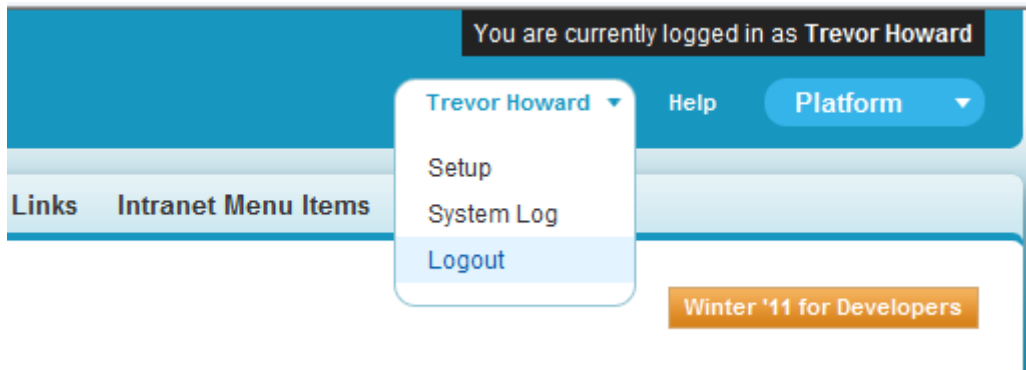 You are currently logged in as Trevor Howard
Trevor Howard Help Platform
Setup
Links Intranet Menu Items
System Log
Logout
Winter '11 for Developers